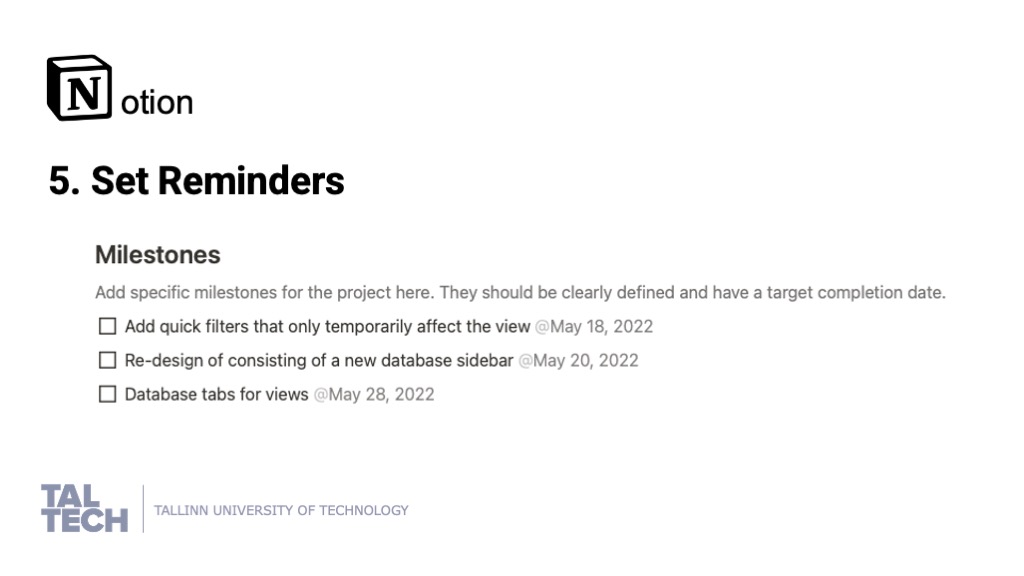 N otion
5. Set Reminders
Milestones
Add specific milestones for the project here. They should be clearly defined and have a target completion date.
Add quick filters that only temporarily affect the view @May 18, 2022
Re-design of consisting of a new database sidebar @May 20, 2022
Database tabs for views @May 28, 2022
TAL
TECH
TALLINN UNIVERSITY OF TECHNOLOGY